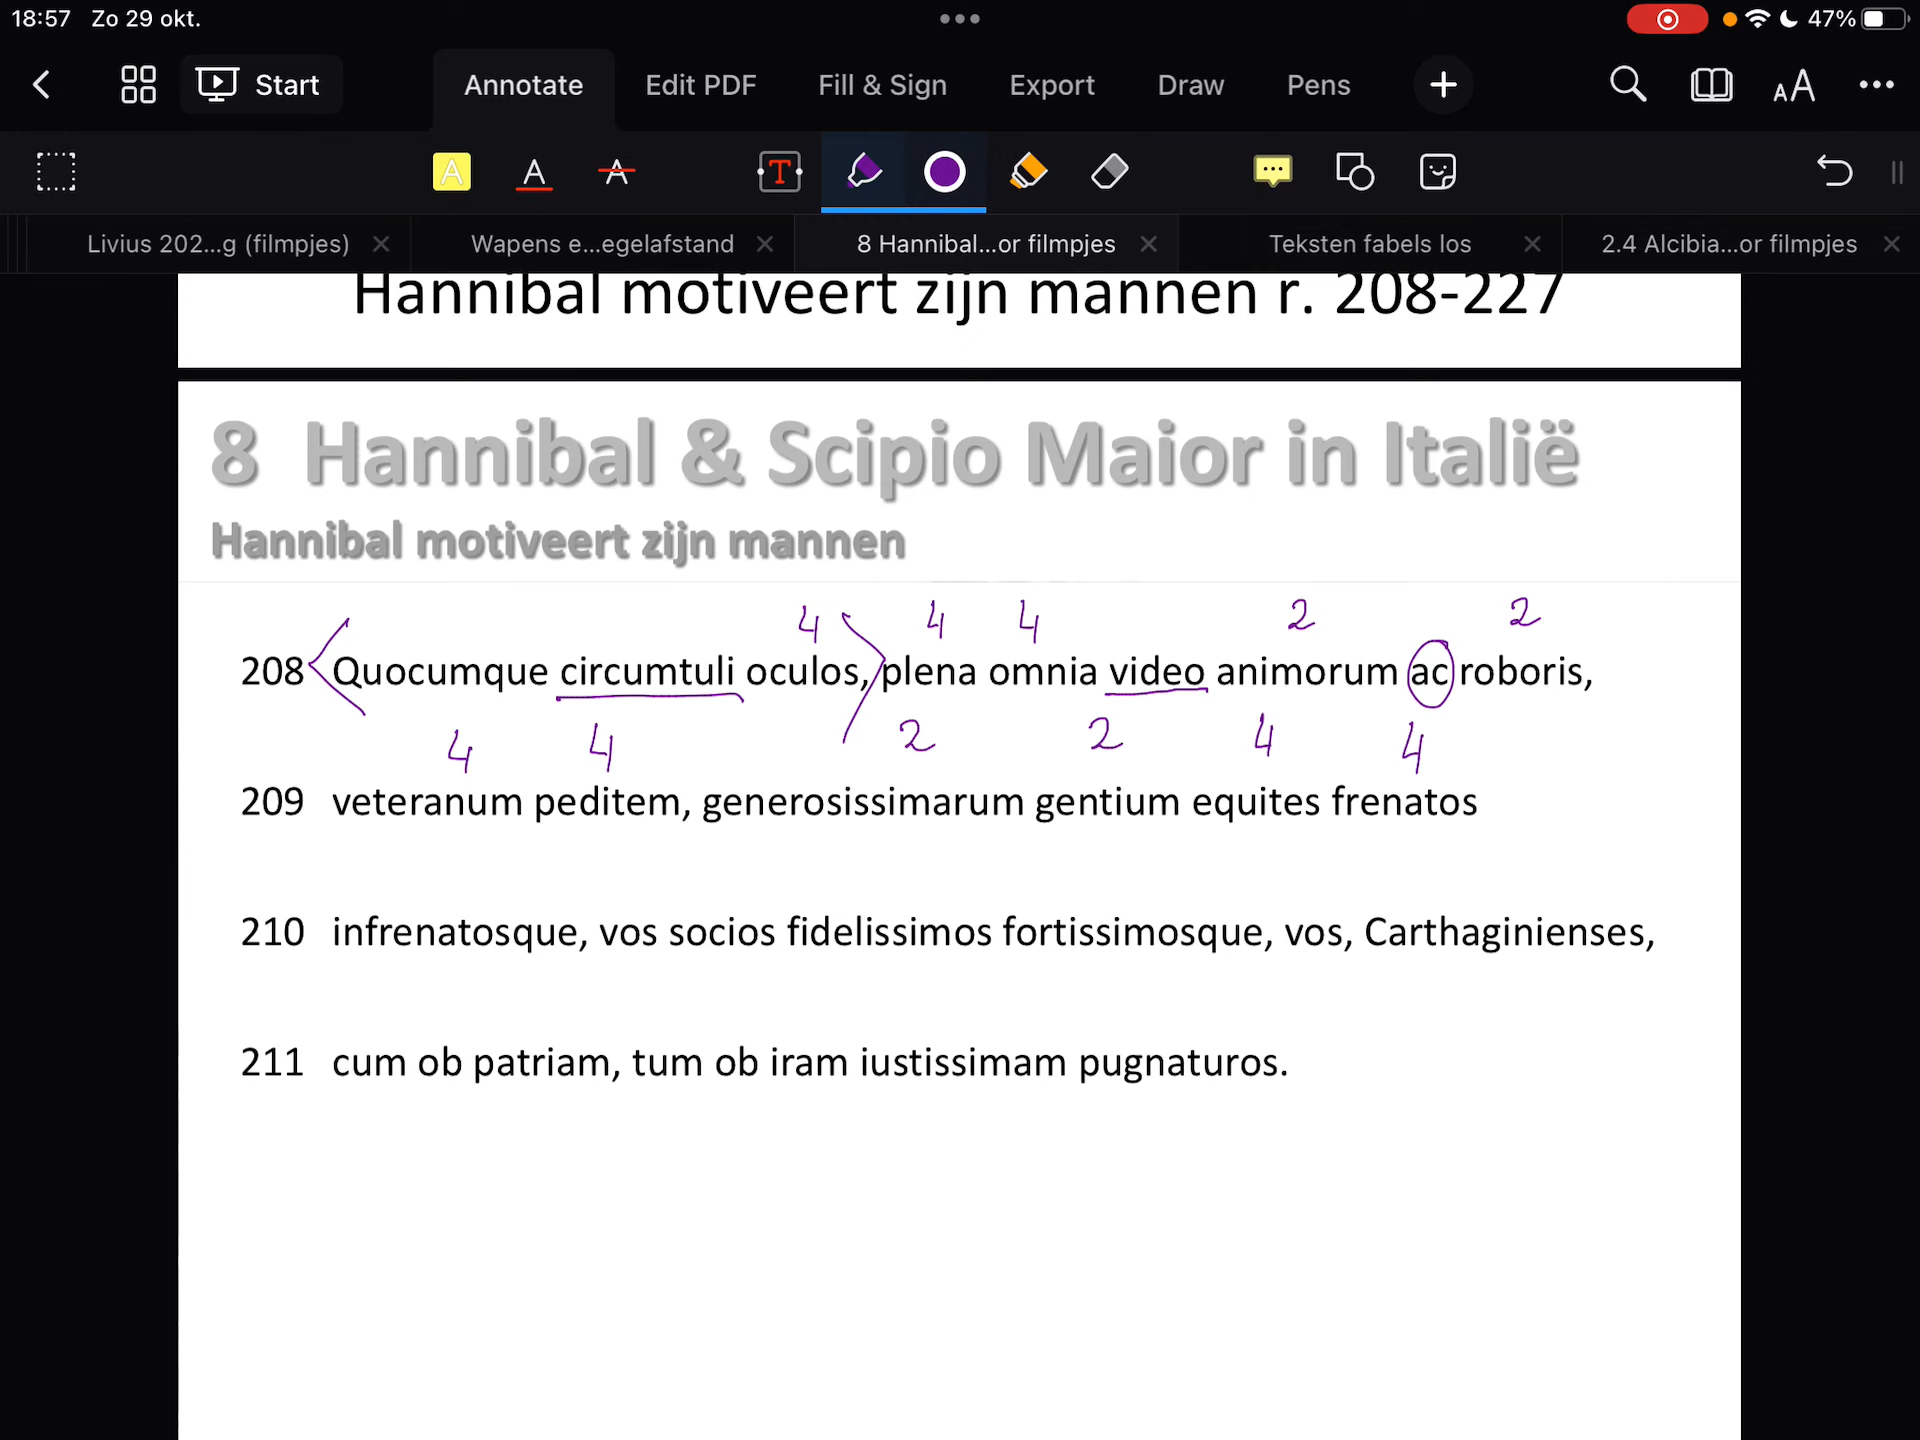 18:57 Zo 29 okt. 47%
Start Annotate Edit PDF Fill & Sign Export Draw Pens + AA
A A A T
Livius 202...g (filmpjes) Wapens e...egelafstand 8 Hannibal...or filmpjes Teksten fabels los 2.4 Alcibia...or filmpjes
Hannibal motiveert zijn mannen r. 208-227
8 Hannibal & Scipio Maior in Italië
Hannibal motiveert zijn mannen
4 4 4 2 2
208 Quocumque circumtuli oculos, plena omnia video animorum ac roboris,
4 4 2 2 4 4
209 veteranum peditem, generosissimarum gentium equites frenatos
210 infrenatosque, vos socios fidelissimos fortissimosque, vos, Carthaginienses,
211 cum ob patriam, tum ob iram iustissimam pugnaturos.